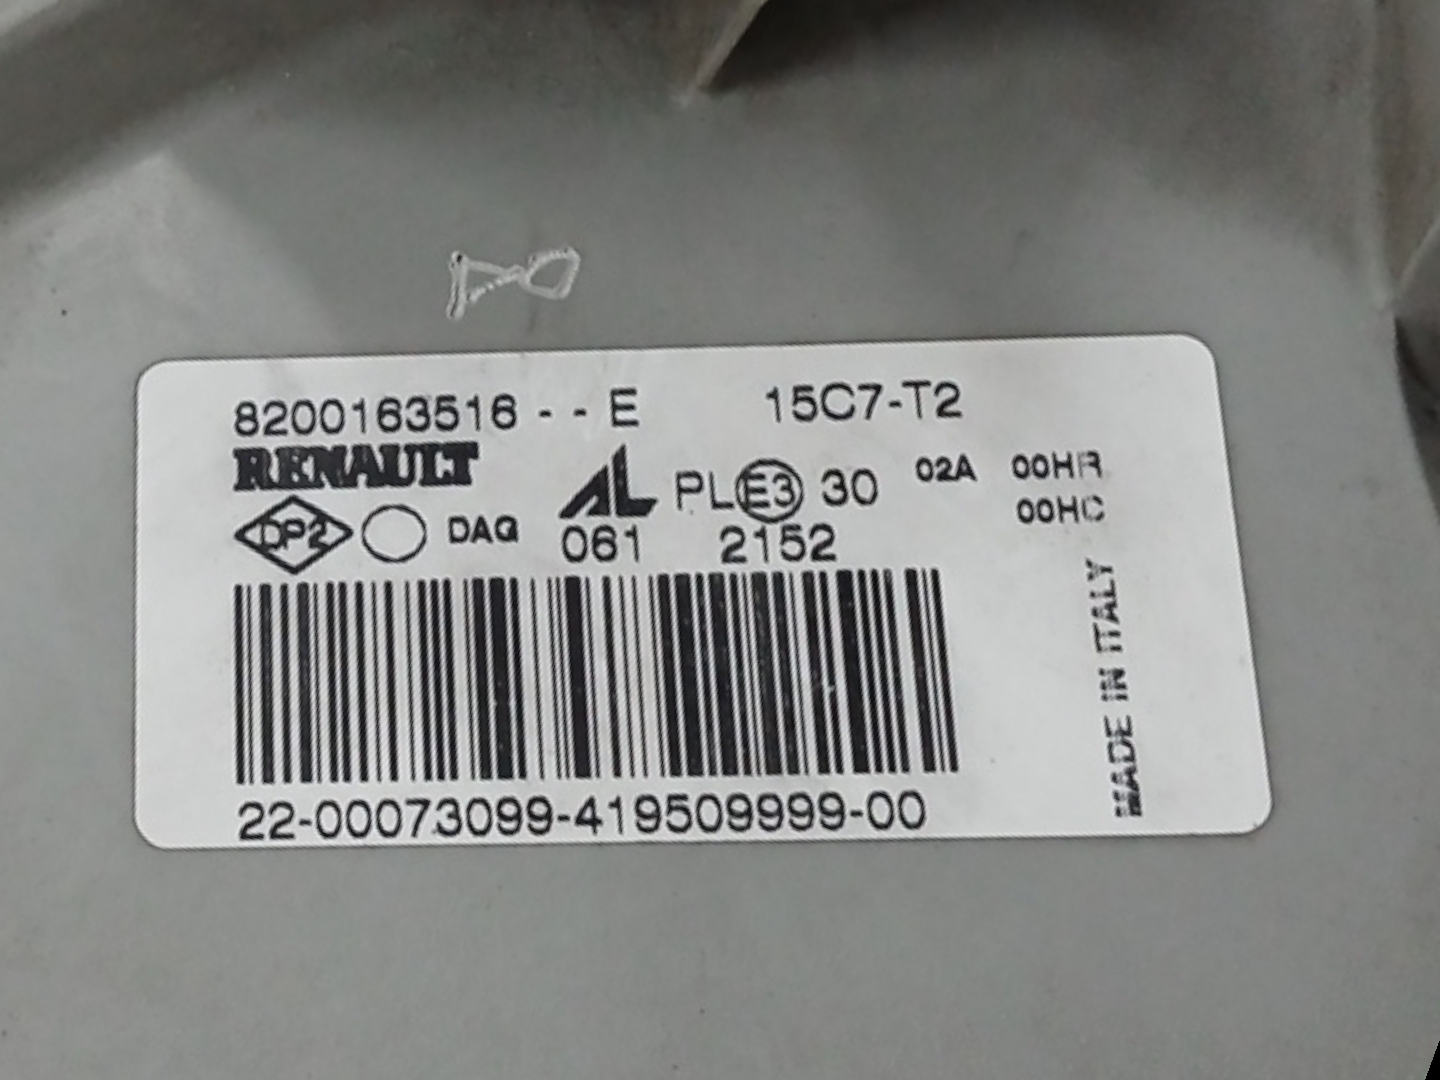 8200163516 - - E 15C7-T2
RENAULT
AL PL E3 30 02A 00HR
00HC
DP2 DAG 061 2152
22-00073099-419509999-00
MADE IN ITALY